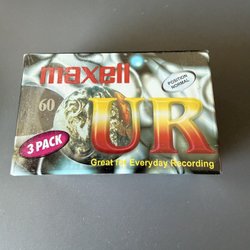 maxell
POSITION
NORMAL
60
UR
3 PACK
Great for Everyday Recording